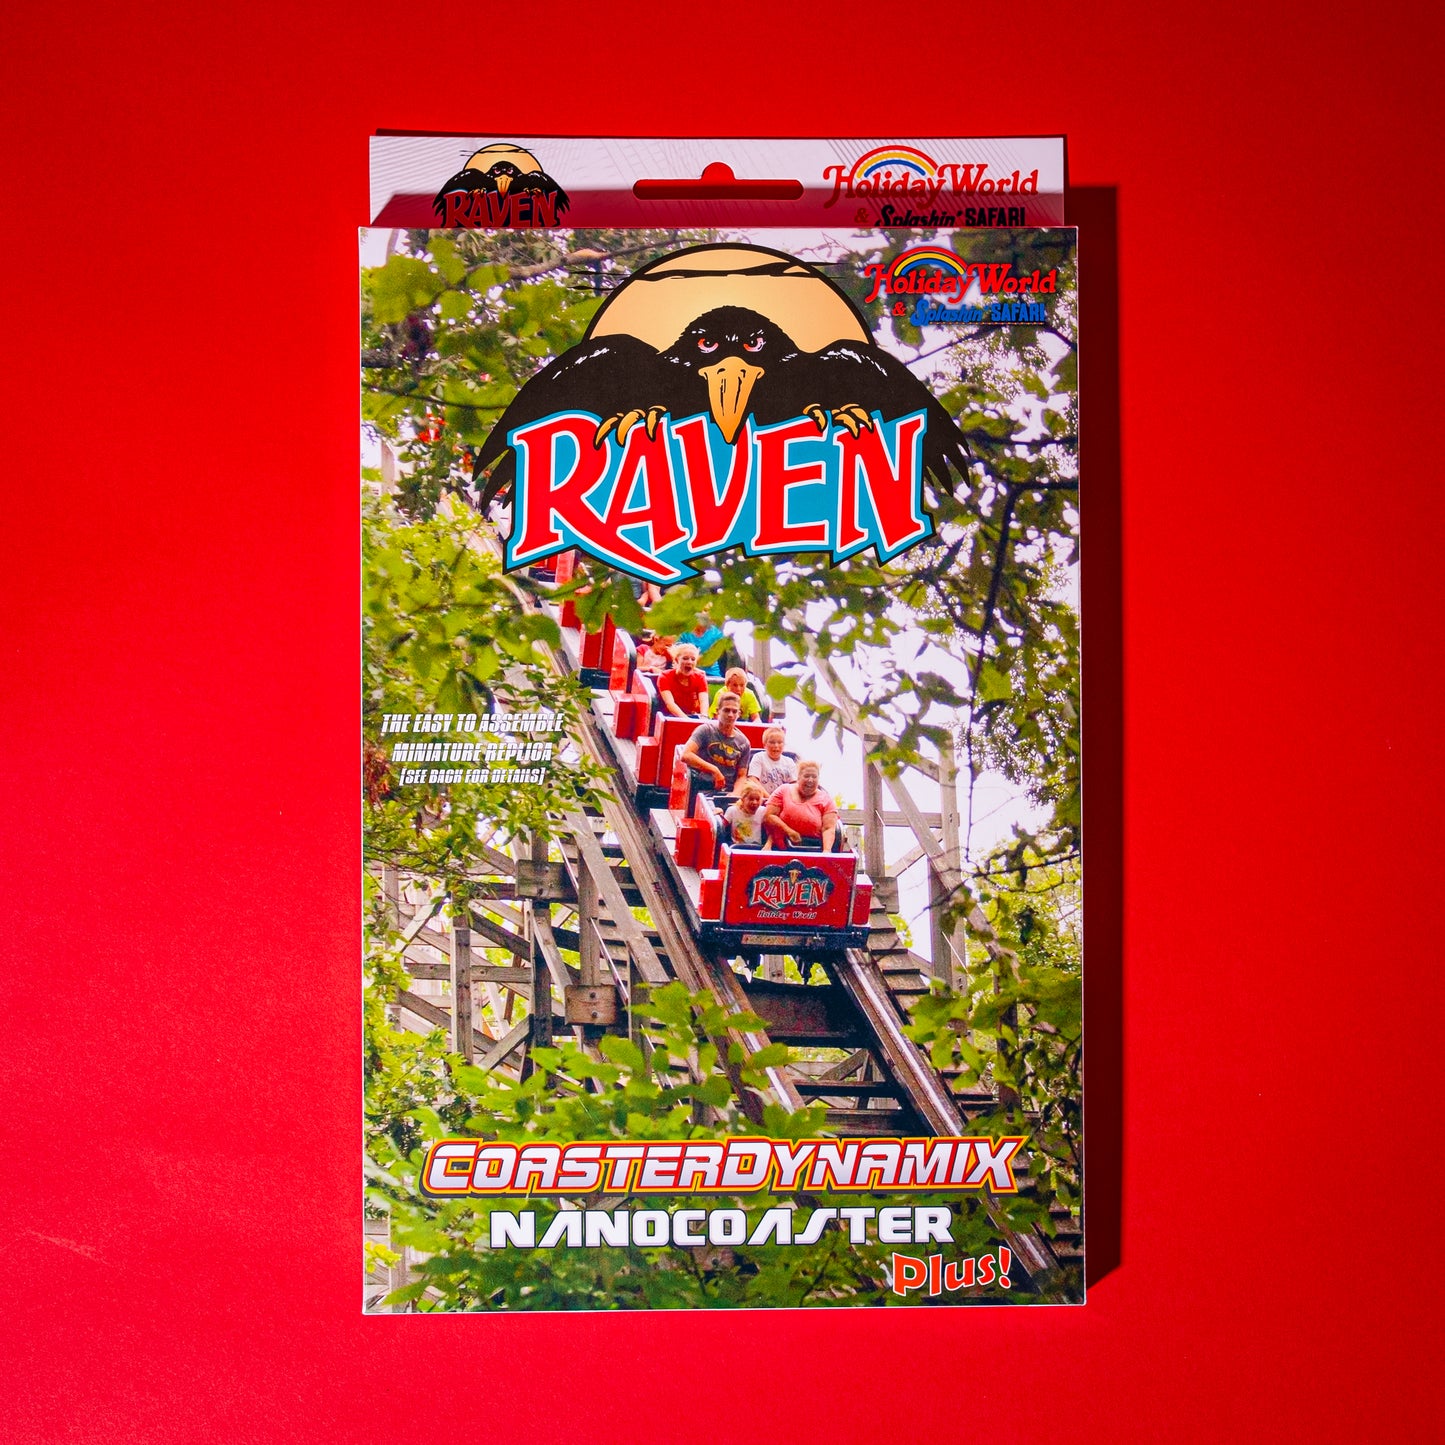 RAVEN
Holiday World
& Splashin' SAFARI
Holiday World
& Splashin' SAFARI
RAVEN
THE EASY TO ASSEMBLE
MINIATURE REPLICA
(SEE BACK FOR DETAILS)
RAVEN
Holiday World
COASTERDYNAMIX
NANOCOASTER
Plus!